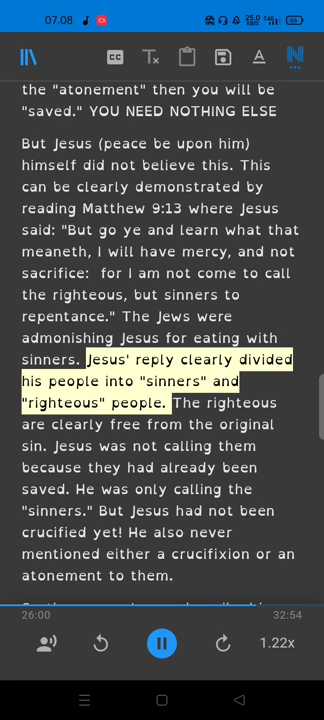 07.08
25.0
66
CC
the "atonement" then you will be
"saved." YOU NEED NOTHING ELSE
But Jesus (peace be upon him)
himself did not believe this. This
can be clearly demonstrated by
reading Matthew 9:13 where Jesus
said: "But go ye and learn what that
meaneth, I will have mercy, and not
sacrifice:  for I am not come to call
the righteous, but sinners to
repentance." The Jews were
admonishing Jesus for eating with
sinners. Jesus' reply clearly divided
his people into "sinners" and
"righteous" people. The righteous
are clearly free from the original
sin. Jesus was not calling them
because they had already been
saved. He was only calling the
"sinners." But Jesus had not been
crucified yet! He also never
mentioned either a crucifixion or an
atonement to them.
26:00 32:54
1.22x